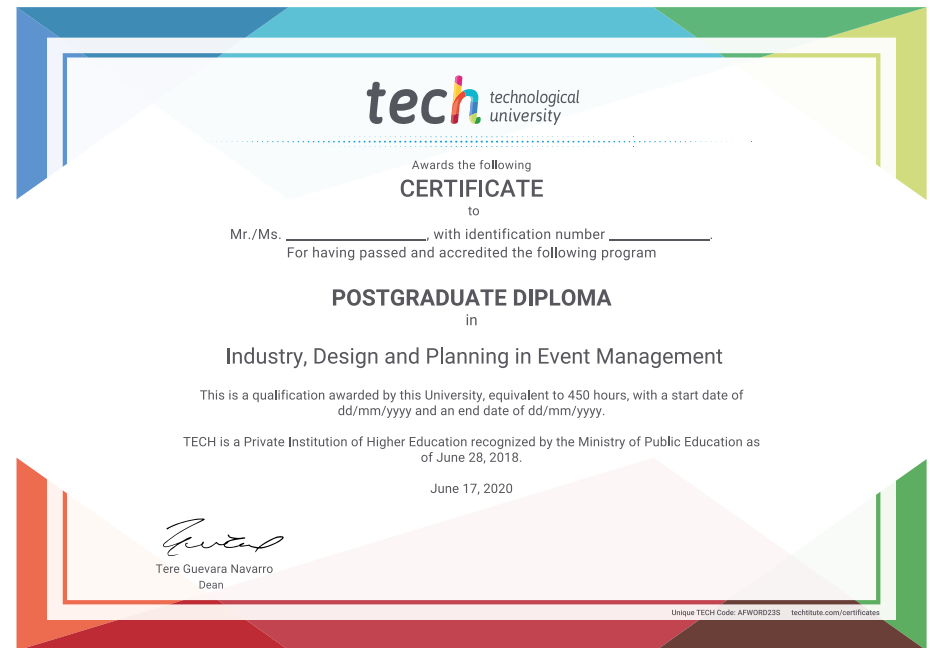 tech technological
university
Awards the following
CERTIFICATE
to
Mr./Ms. ____________________, with identification number ______________.
For having passed and accredited the following program
POSTGRADUATE DIPLOMA
in
Industry, Design and Planning in Event Management
This is a qualification awarded by this University, equivalent to 450 hours, with a start date of
dd/mm/yyyy and an end date of dd/mm/yyyy.
TECH is a Private Institution of Higher Education recognized by the Ministry of Public Education as
of June 28, 2018.
June 17, 2020
Tere Guevara Navarro
Dean
Unique TECH Code: AFWORD23S techtitute.com/certificates